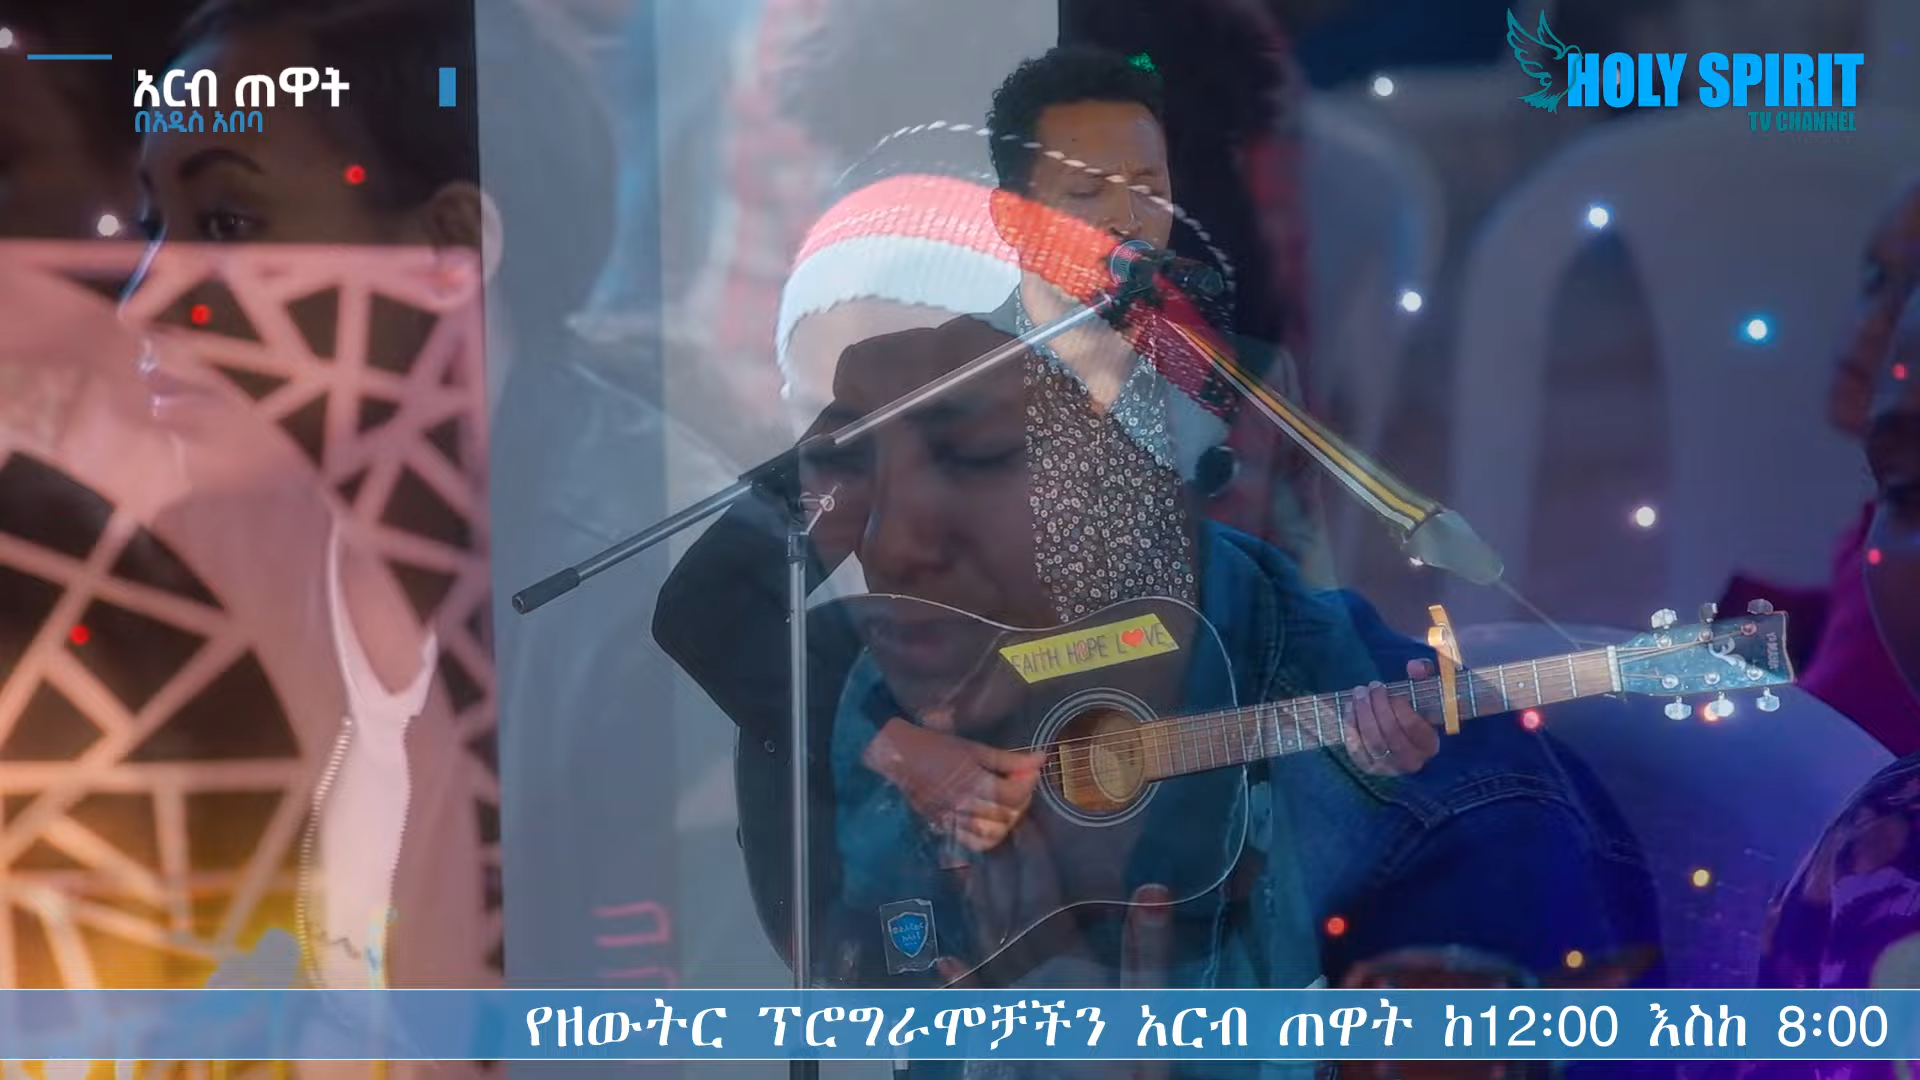 አርብ ጠዋት
በአዲስ አበባ
HOLY SPIRIT
TV CHANNEL
FAITH HOPE L❤VE
የዘውትር ፕሮግራሞቻችን አርብ ጠዋት ከ12:00 እስከ 8:00